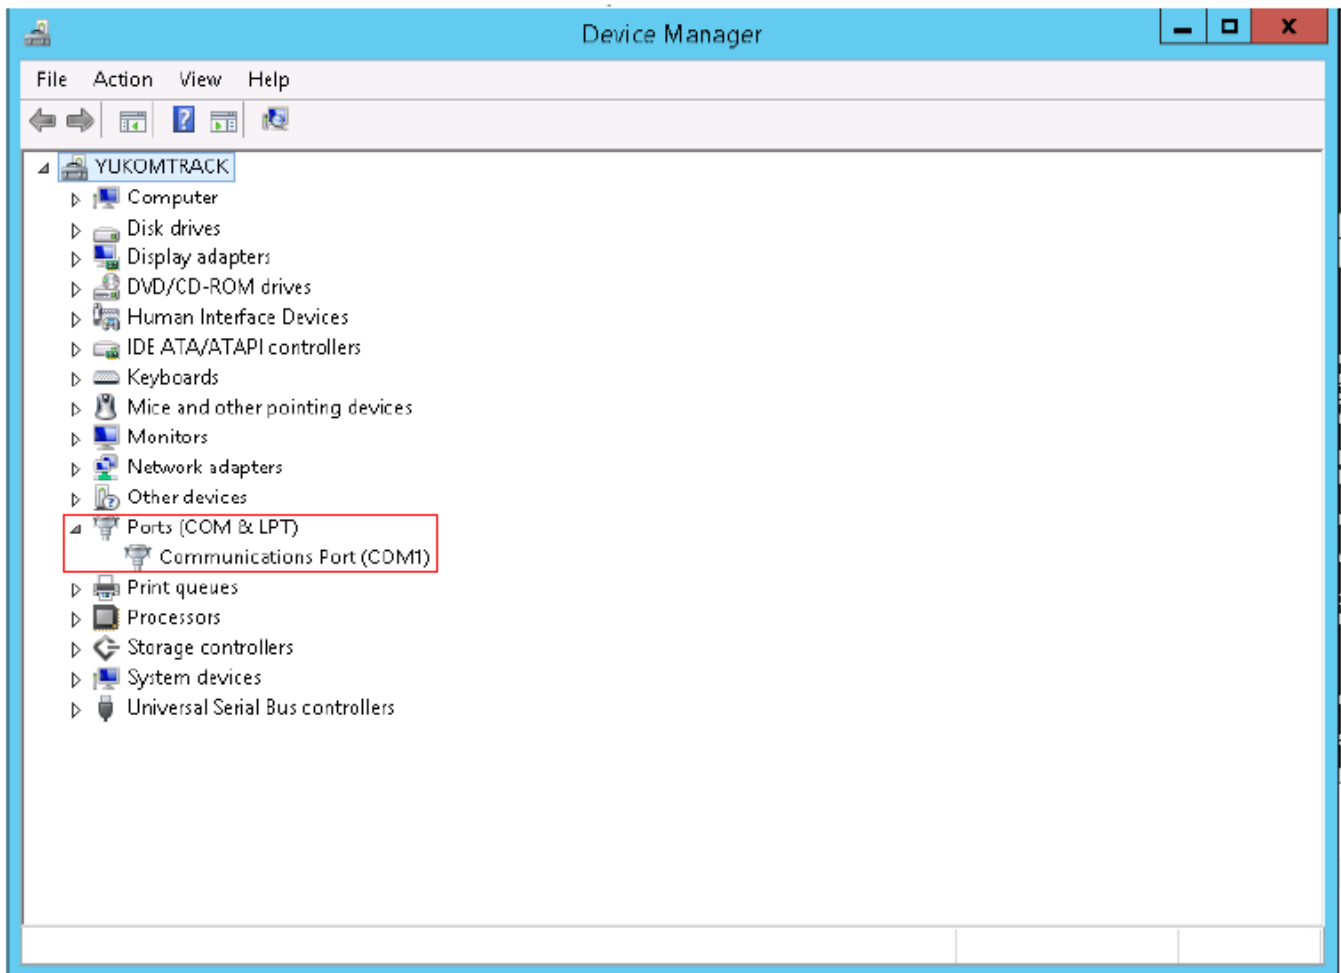 Device Manager
File Action View Help
YUKOMTRACK
Computer
Disk drives
Display adapters
DVD/CD-ROM drives
Human Interface Devices
IDE ATA/ATAPI controllers
Keyboards
Mice and other pointing devices
Monitors
Network adapters
Other devices
Ports (COM & LPT)
Communications Port (COM1)
Print queues
Processors
Storage controllers
System devices
Universal Serial Bus controllers